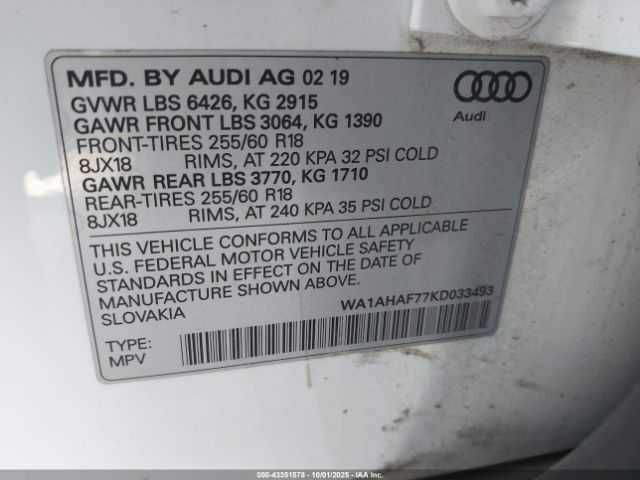 MFD. BY AUDI AG 02 19
GVWR LBS 6426, KG 2915
GAWR FRONT LBS 3064, KG 1390
FRONT-TIRES 255/60 R18
8JX18 RIMS, AT 220 KPA 32 PSI COLD
GAWR REAR LBS 3770, KG 1710
REAR-TIRES 255/60 R18
8JX18 RIMS, AT 240 KPA 35 PSI COLD
Audi
THIS VEHICLE CONFORMS TO ALL APPLICABLE
U.S. FEDERAL MOTOR VEHICLE SAFETY
STANDARDS IN EFFECT ON THE DATE OF
MANUFACTURE SHOWN ABOVE.
SLOVAKIA
WA1AHAF77KD033493
TYPE:
MPV
000-43351578 - 10/01/2025 - IAA Inc.